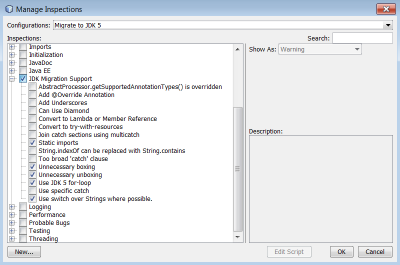 Manage Inspections
Configurations: Migrate to JDK 5
Inspections: Search:
Imports
Initialization
JavaDoc
Java EE
JDK Migration Support
AbstractProcessor.getSupportedAnnotationTypes() is overridden
Add @Override Annotation
Add Underscores
Can Use Diamond
Convert to Lambda or Member Reference
Convert to try-with-resources
Join catch sections using multicatch
Static imports
String.indexOf can be replaced with String.contains
Too broad 'catch' clause
Unnecessary boxing
Unnecessary unboxing
Use JDK 5 for-loop
Use specific catch
Use switch over Strings where possible.
Logging
Performance
Probable Bugs
Testing
Threading
Show As: Warning
Description:
New... Edit Script OK Cancel